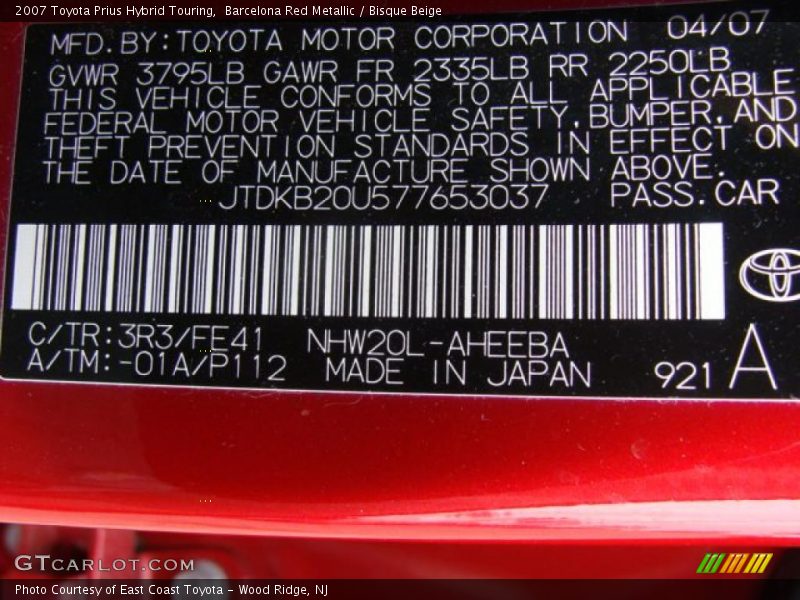 2007 Toyota Prius Hybrid Touring,  Barcelona Red Metallic / Bisque Beige
MFD. BY: TOYOTA MOTOR CORPORATION 04/07
GVWR 3795LB GAWR FR 2335LB RR 2250LB
THIS VEHICLE CONFORMS TO ALL APPLICABLE
FEDERAL MOTOR VEHICLE SAFETY, BUMPER, AND
THEFT PREVENTION STANDARDS IN EFFECT ON
THE DATE OF MANUFACTURE SHOWN ABOVE.
JTDKB20U577653037 PASS. CAR
C/TR: 3R3/FE41 NHW20L-AHEEBA
A/TM: -01A/P112 MADE IN JAPAN 921 A
GTCARLOT.COM
Photo Courtesy of East Coast Toyota - Wood Ridge, NJ